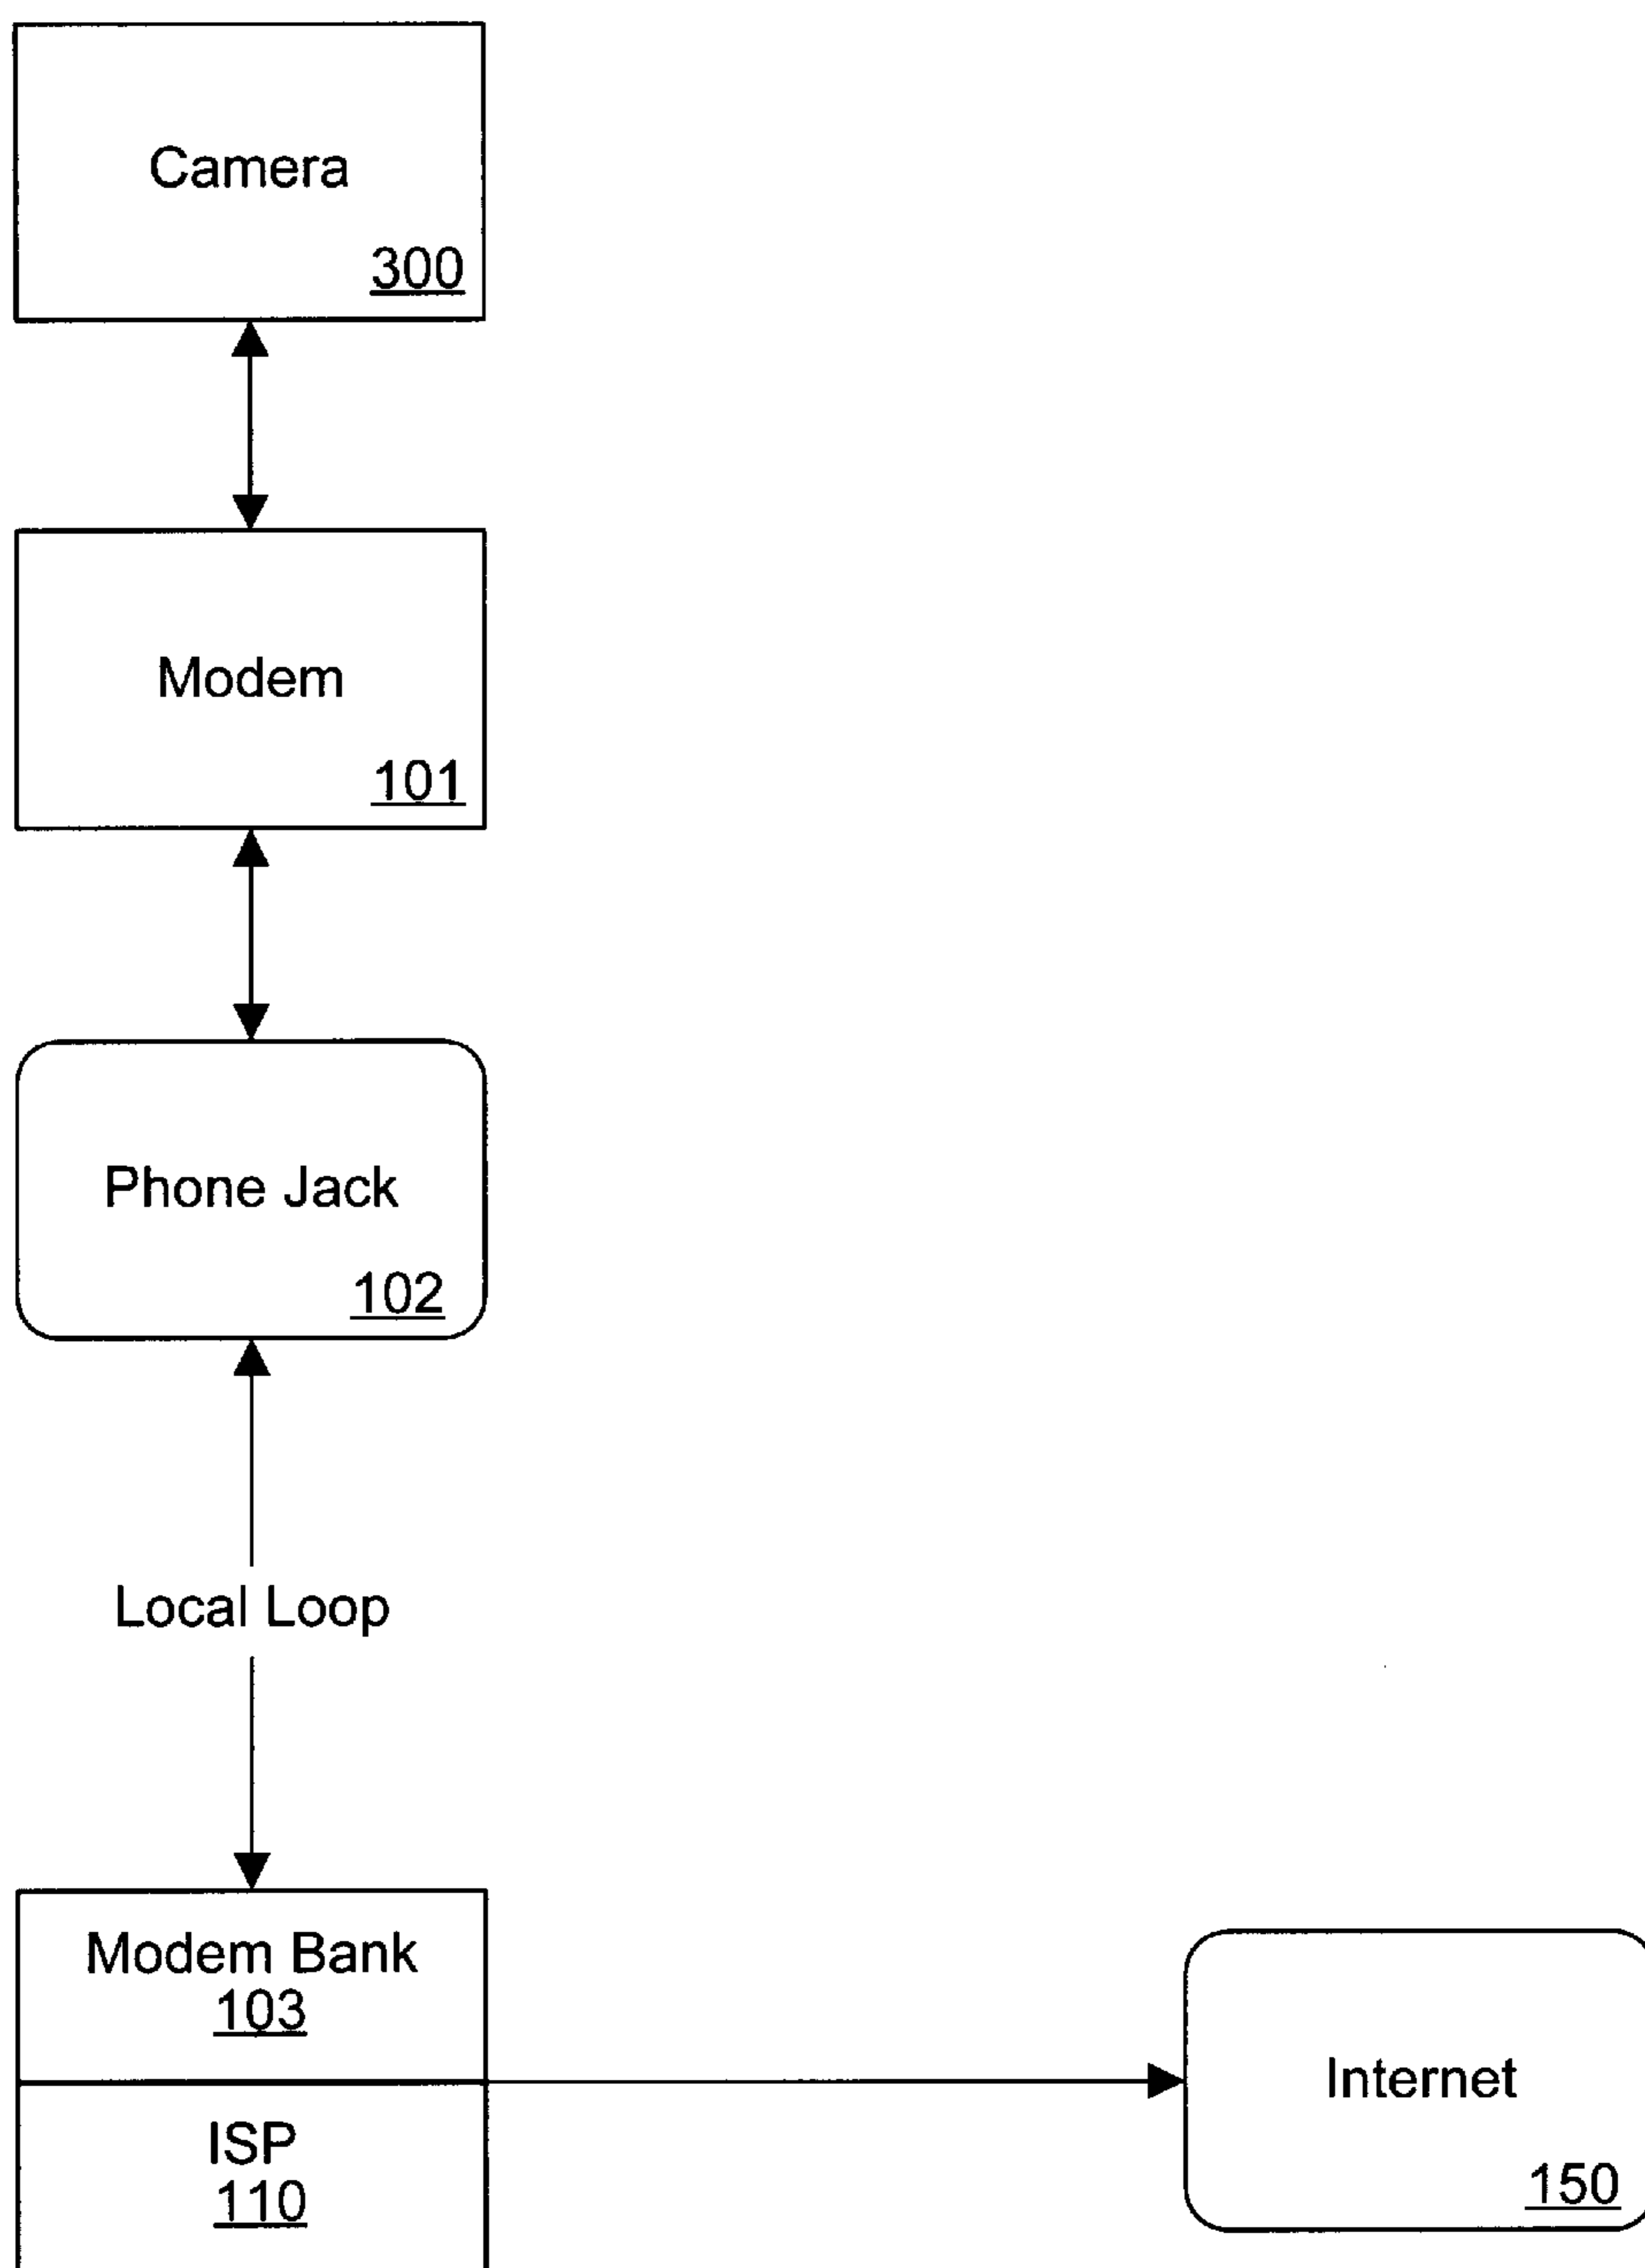 Camera
300
Modem
101
Phone Jack
102
Local Loop
Modem Bank
103
ISP
110
Internet
150